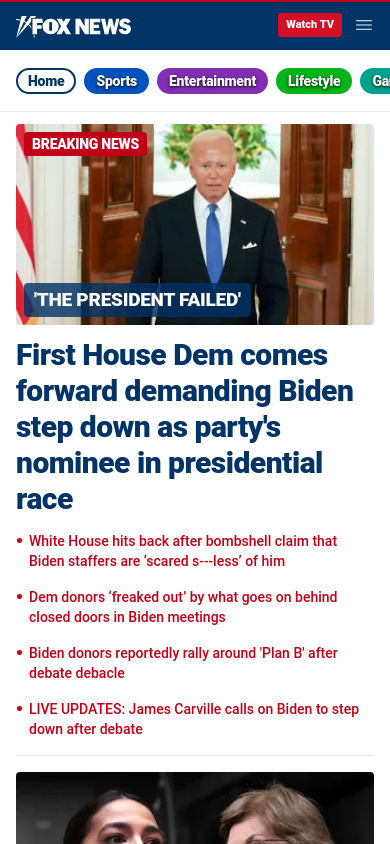 FOX NEWS
Watch TV
Home
Sports
Entertainment
Lifestyle
BREAKING NEWS
'THE PRESIDENT FAILED'
First House Dem comes
forward demanding Biden
step down as party's
nominee in presidential
race
• White House hits back after bombshell claim that
Biden staffers are ‘scared s---less’ of him
• Dem donors ‘freaked out’ by what goes on behind
closed doors in Biden meetings
• Biden donors reportedly rally around 'Plan B' after
debate debacle
• LIVE UPDATES: James Carville calls on Biden to step
down after debate